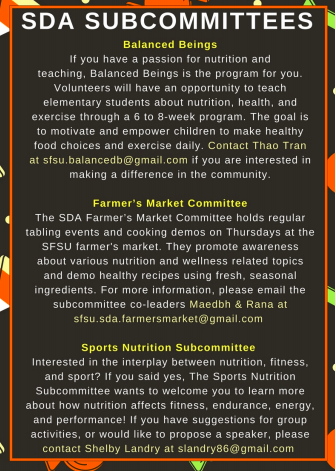 SDA SUBCOMMITTEES
Balanced Beings
If you have a passion for nutrition and
teaching, Balanced Beings is the program for you.
Volunteers will have an opportunity to teach
elementary students about nutrition, health, and
exercise through a 6 to 8-week program. The goal is
to motivate and empower children to make healthy
food choices and exercise daily. Contact Thao Tran
at sfsu.balancedb@gmail.com if you are interested in
making a difference in the community.
Farmer's Market Committee
The SDA Farmer's Market Committee holds regular
tabling events and cooking demos on Thursdays at the
SFSU farmer's market. They promote awareness
about various nutrition and wellness related topics
and demo healthy recipes using fresh, seasonal
ingredients. For more information, please email the
subcommittee co-leaders Maedbh & Rana at
sfsu.sda.farmersmarket@gmail.com
Sports Nutrition Subcommittee
Interested in the interplay between nutrition, fitness,
and sport? If you said yes, The Sports Nutrition
Subcommittee wants to welcome you to learn more
about how nutrition affects fitness, endurance, energy,
and performance! If you have suggestions for group
activities, or would like to propose a speaker, please
contact Shelby Landry at slandry86@gmail.com